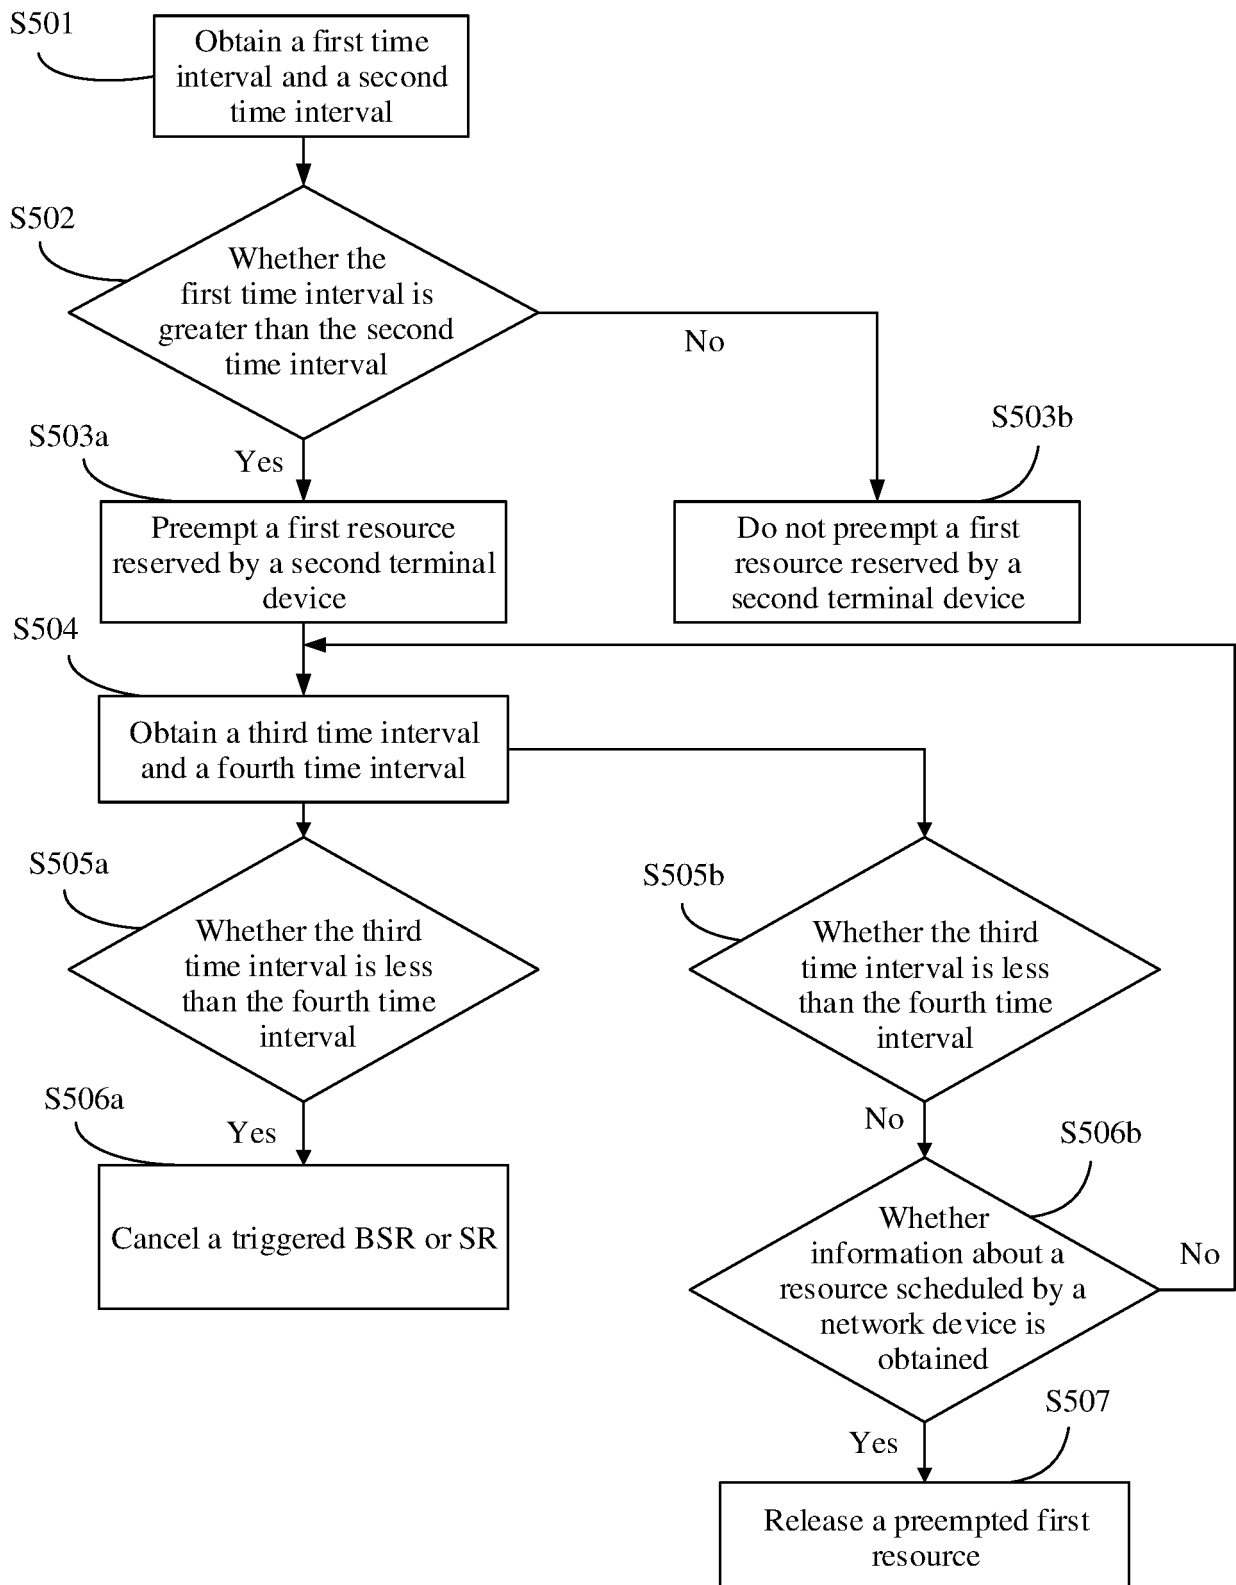 S501
Obtain a first time
interval and a second
time interval
S502
Whether the
first time interval is
greater than the second
time interval
No
S503a
Yes
S503b
Preempt a first resource
reserved by a second terminal
device
Do not preempt a first
resource reserved by a
second terminal device
S504
Obtain a third time interval
and a fourth time interval
S505a
Whether the third
time interval is less
than the fourth time
interval
S505b
Whether the third
time interval is less
than the fourth time
interval
S506a
Yes
No
S506b
Cancel a triggered BSR or SR
Whether
information about a
resource scheduled by a
network device is
obtained
No
S507
Yes
Release a preempted first
resource